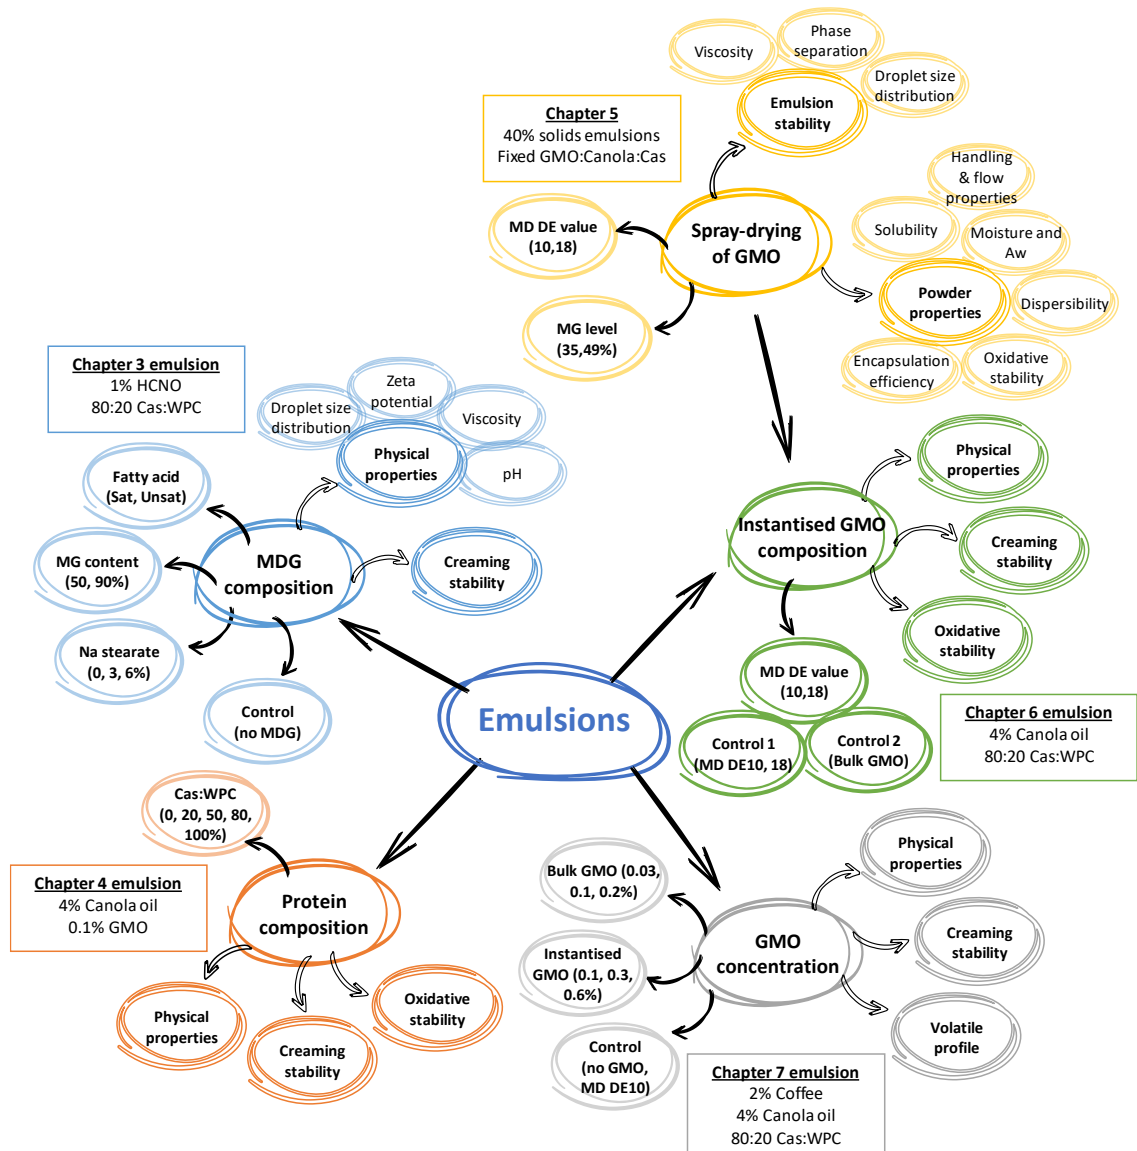 Viscosity
Phase
separation
Droplet size
distribution
Emulsion
stability
Chapter 5
40% solids emulsions
Fixed GMO:Canola:Cas
MD DE value
(10,18)
Spray-drying
of GMO
MG level
(35,49%)
Handling
& flow
properties
Solubility
Moisture and
Aw
Powder
properties
Dispersibility
Encapsulation
efficiency
Oxidative
stability
Chapter 3 emulsion
1% HCNO
80:20 Cas:WPC
Droplet size
distribution
Zeta
potential
Viscosity
pH
Physical
properties
Fatty acid
(Sat, Unsat)
MG content
(50, 90%)
Na stearate
(0, 3, 6%)
MDG
composition
Creaming
stability
Control
(no MDG)
Instantised GMO
composition
Physical
properties
Creaming
stability
Oxidative
stability
MD DE value
(10,18)
Control 1
(MD DE10, 18)
Control 2
(Bulk GMO)
Chapter 6 emulsion
4% Canola oil
80:20 Cas:WPC
Emulsions
Cas:WPC
(0, 20, 50, 80,
100%)
Chapter 4 emulsion
4% Canola oil
0.1% GMO
Protein
composition
Physical
properties
Creaming
stability
Oxidative
stability
Bulk GMO (0.03,
0.1, 0.2%)
Instantised
GMO (0.1, 0.3,
0.6%)
Control
(no GMO,
MD DE10)
GMO
concentration
Physical
properties
Creaming
stability
Volatile
profile
Chapter 7 emulsion
2% Coffee
4% Canola oil
80:20 Cas:WPC